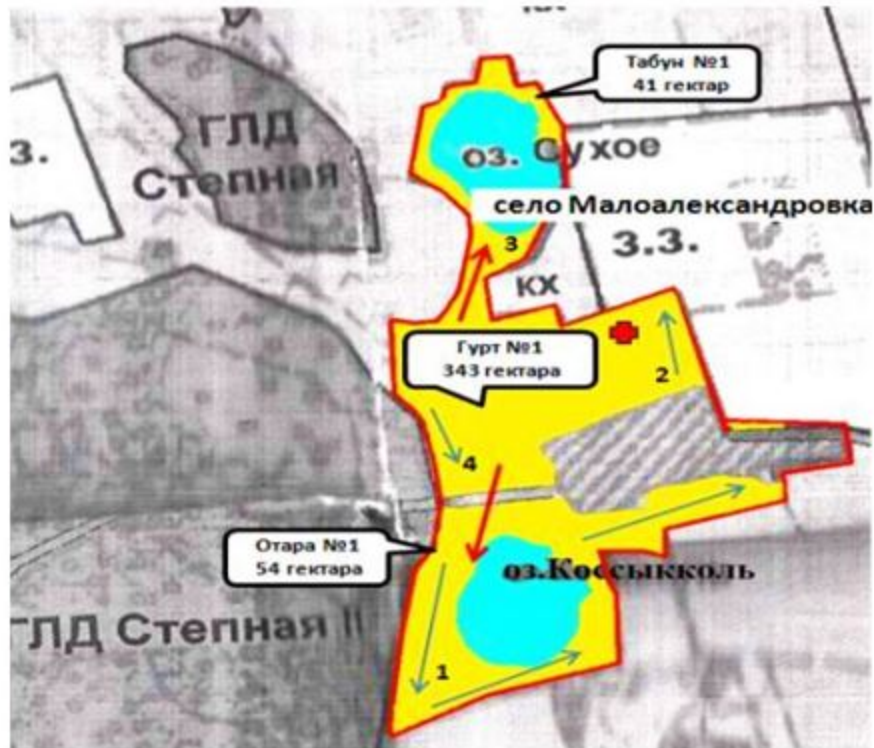 Табун №1
41 гектар
ГЛД
Степная
З.
оз. Сухое
село Малоалександровка
З.З.
3
КХ
Гурт №1
343 гектара
2
4
Отара №1
54 гектара
оз.Коссыкколь
ГЛД Степная II
1